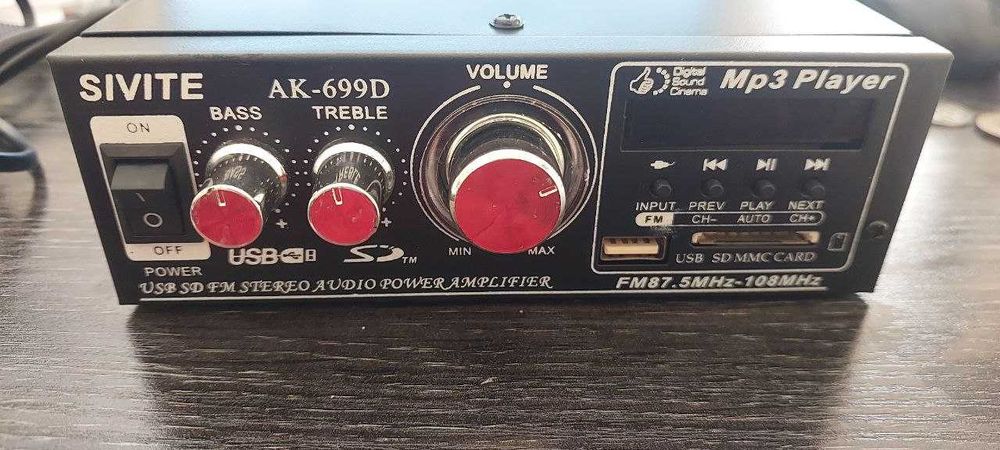 SIVITE
AK-699D
ON
OFF
POWER
BASS
BASS
TREBLE
VOLUME
MIN
MAX
USB
SD TM
USB SD FM STEREO AUDIO POWER AMPLIFIER
Digital
Sound
Cinema
Mp3 Player
INPUT PREV PLAY NEXT
FM CH- AUTO CH+
USB SD MMC CARD
FM87.5MHz-108MHz